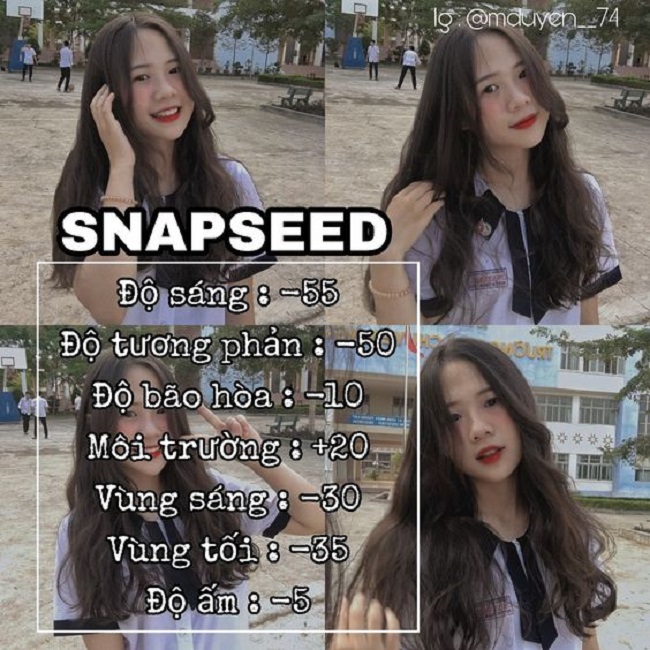 Ig : @mduyen__74
SNAPSEED
Độ sáng : -55
Độ tương phản : -50
Độ bão hòa : -10
Môi trường : +20
Vùng sáng : -30
Vùng tối : -35
Độ ấm : -5